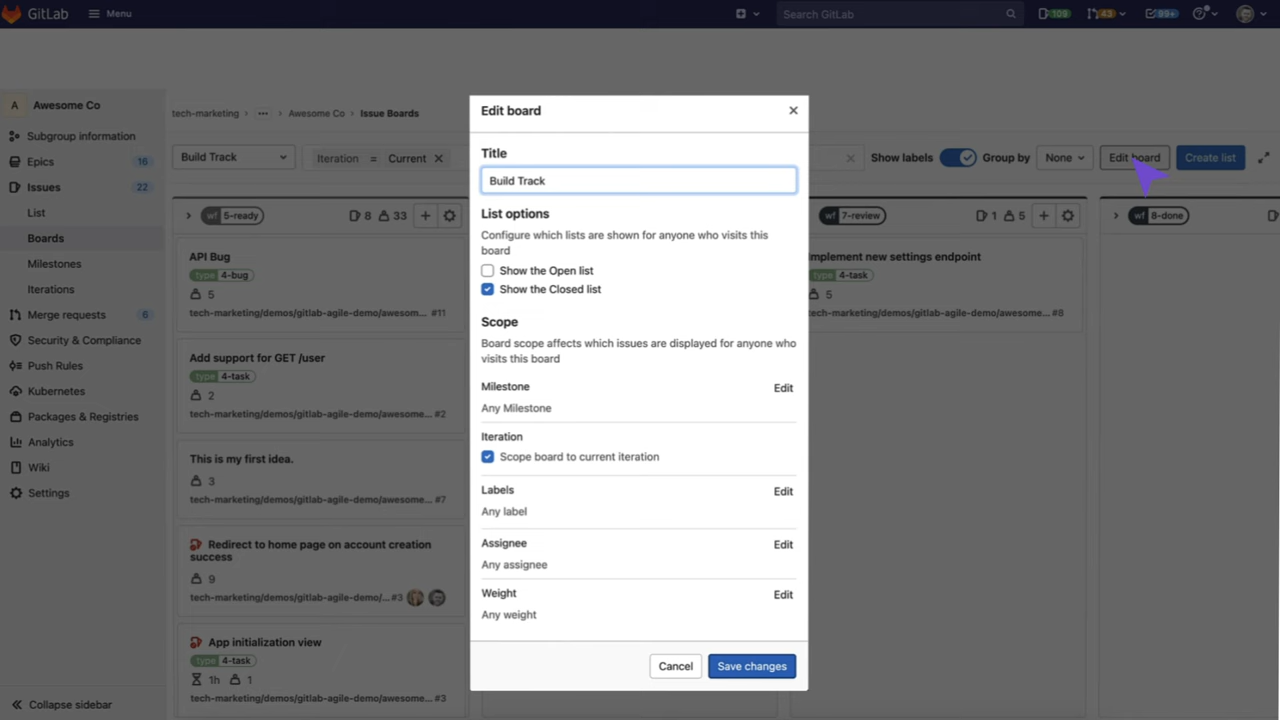 GitLab
Menu
Search GitLab
109
43
99+
A
Awesome Co
Subgroup information
Epics
16
Issues
22
List
Boards
Milestones
Iterations
Merge requests
6
Security & Compliance
Push Rules
Kubernetes
Packages & Registries
Analytics
Wiki
Settings
Collapse sidebar
tech-marketing > ... > Awesome Co > Issue Boards
Build Track
Iteration = Current
Show labels
Group by
None
Edit board
Create list
wf 5-ready
8
33
API Bug
type 4-bug
5
tech-marketing/demos/gitlab-agile-demo/awesome... #11
Add support for GET /user
type 4-task
2
tech-marketing/demos/gitlab-agile-demo/awesome... #2
This is my first idea.
3
tech-marketing/demos/gitlab-agile-demo/awesome... #7
Redirect to home page on account creation
success
9
tech-marketing/demos/gitlab-agile-demo/... #3
App initialization view
type 4-task
1h
1
tech-marketing/demos/gitlab-agile-demo/awesome... #3
Edit board
Title
Build Track
List options
Configure which lists are shown for anyone who visits this
board
Show the Open list
Show the Closed list
Scope
Board scope affects which issues are displayed for anyone who
visits this board
Milestone
Edit
Any Milestone
Iteration
Scope board to current iteration
Labels
Edit
Any label
Assignee
Edit
Any assignee
Weight
Edit
Any weight
Cancel
Save changes
wf 7-review
1
5
Implement new settings endpoint
type 4-task
5
tech-marketing/demos/gitlab-agile-demo/awesome... #8
wf 8-done